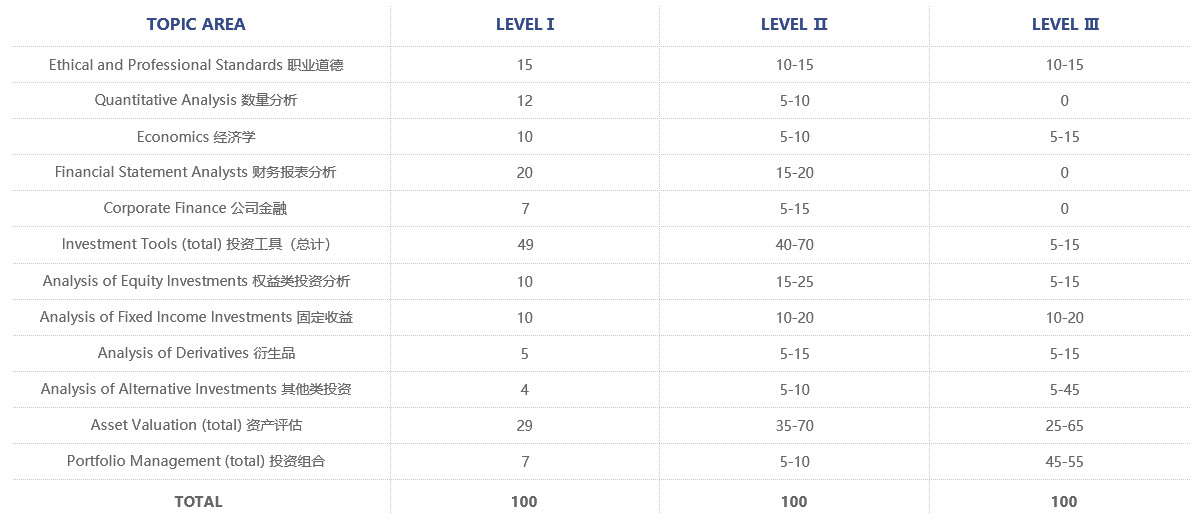 TOPIC AREA LEVEL Ⅰ LEVEL Ⅱ LEVEL Ⅲ
Ethical and Professional Standards 职业道德 15 10-15 10-15
Quantitative Analysis 数量分析 12 5-10 0
Economics 经济学 10 5-10 5-15
Financial Statement Analysts 财务报表分析 20 15-20 0
Corporate Finance 公司金融 7 5-15 0
Investment Tools (total) 投资工具（总计） 49 40-70 5-15
Analysis of Equity Investments 权益类投资分析 10 15-25 5-15
Analysis of Fixed Income Investments 固定收益 10 10-20 10-20
Analysis of Derivatives 衍生品 5 5-15 5-15
Analysis of Alternative Investments 其他类投资 4 5-10 5-45
Asset Valuation (total) 资产评估 29 35-70 25-65
Portfolio Management (total) 投资组合 7 5-10 45-55
TOTAL 100 100 100